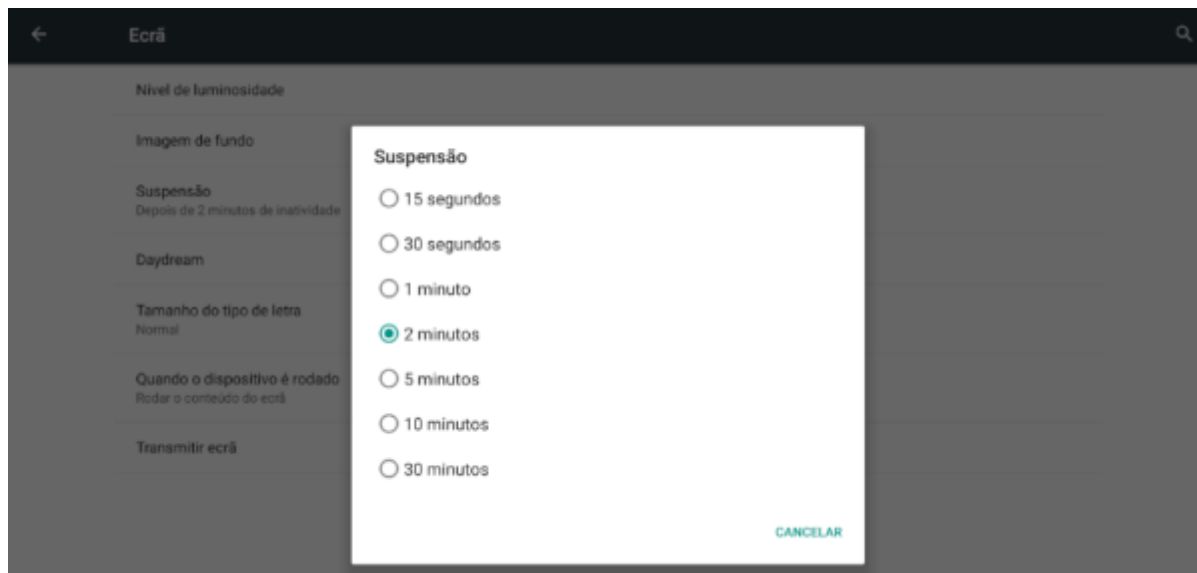 Ecrã
Nível de luminosidade
Imagem de fundo
Suspensão
Depois de 2 minutos de inatividade
Daydream
Tamanho do tipo de letra
Normal
Quando o dispositivo é rodado
Rodar o conteúdo do ecrã
Transmitir ecrã
Suspensão
15 segundos
30 segundos
1 minuto
2 minutos
5 minutos
10 minutos
30 minutos
CANCELAR